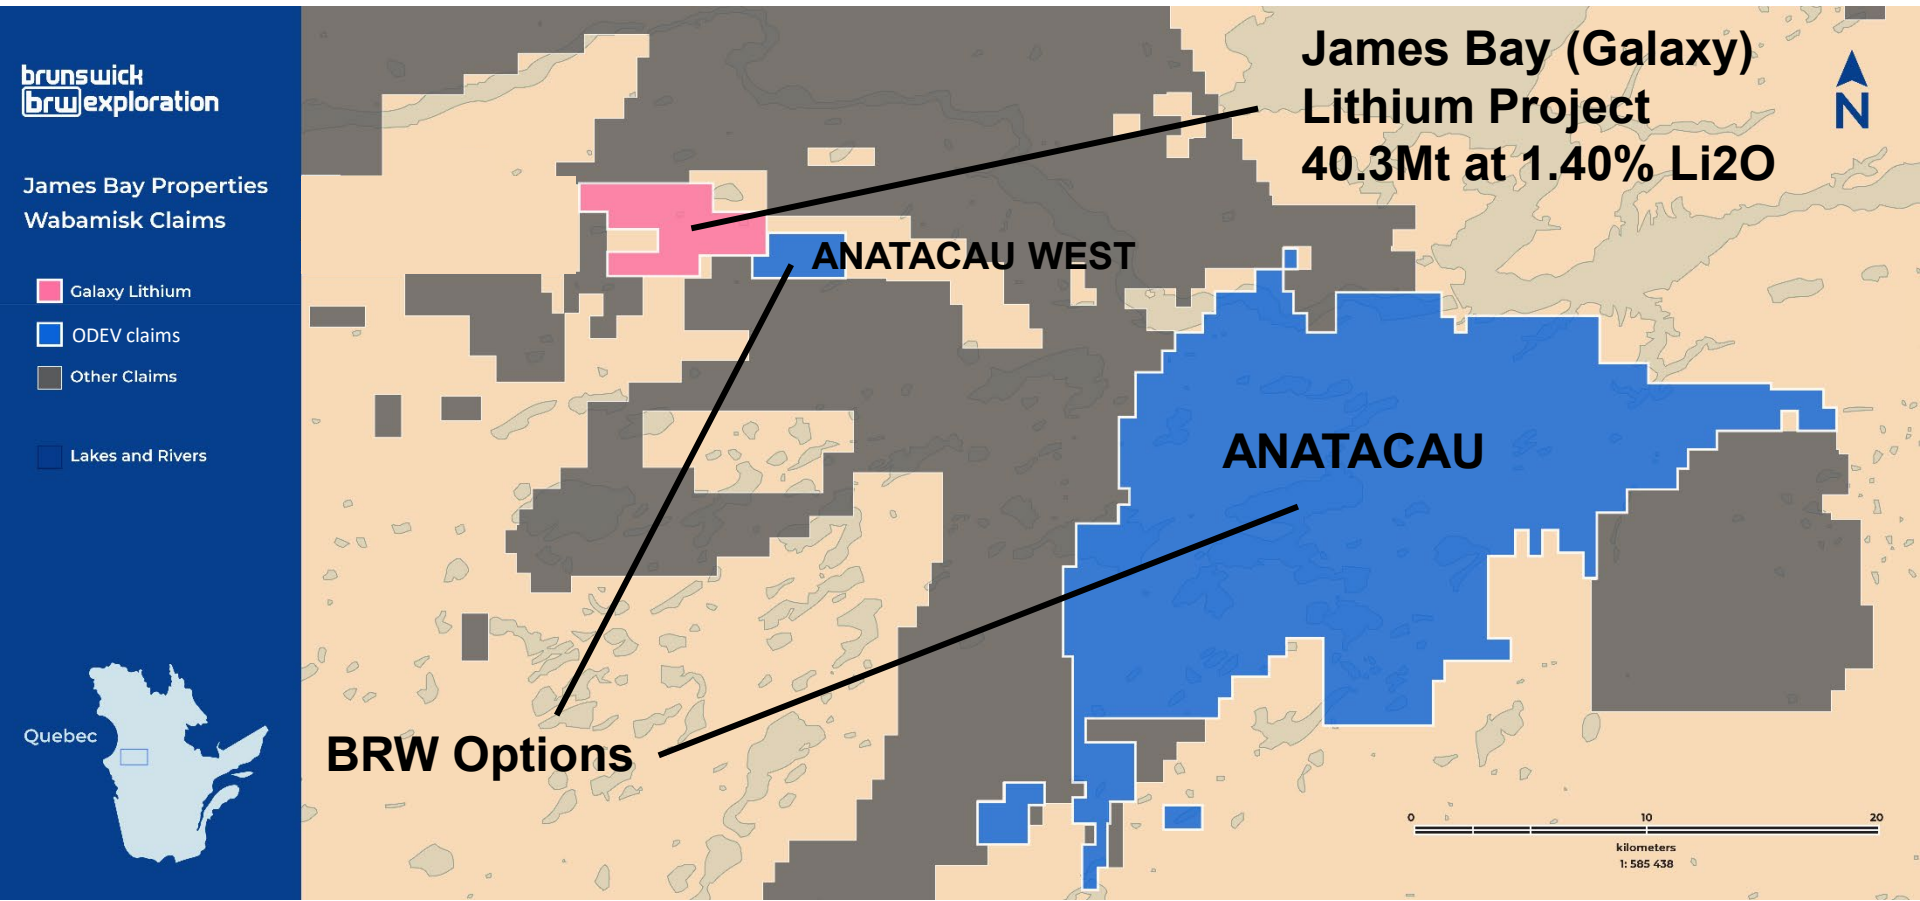 brunswick
brw exploration
James Bay Properties
Wabamisk Claims
Galaxy Lithium
ODEV claims
Other Claims
Lakes and Rivers
Quebec
James Bay (Galaxy)
Lithium Project
40.3Mt at 1.40% Li2O
N
ANATACAU WEST
ANATACAU
BRW Options
0 10 20
kilometers
1: 585 438